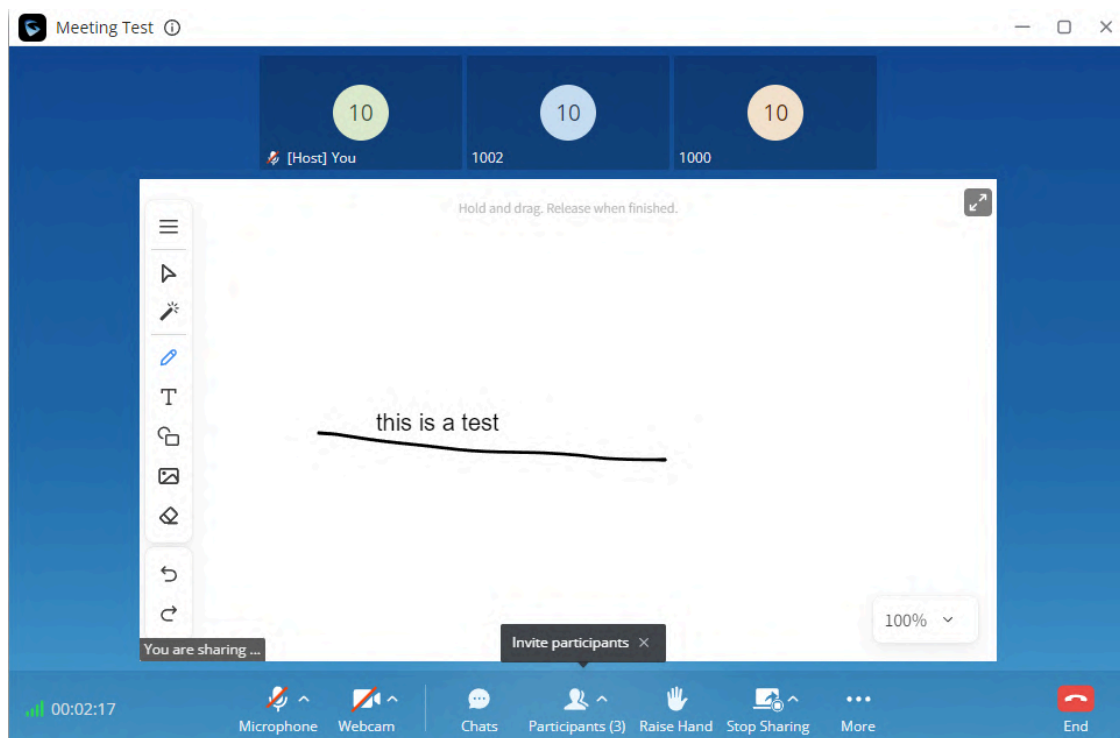 Meeting Test
10
10
10
[Host] You
1002
1000
Hold and drag. Release when finished.
T
this is a test
100%
You are sharing ...
Invite participants
00:02:17
Microphone
Webcam
Chats
Participants (3)
Raise Hand
Stop Sharing
More
End